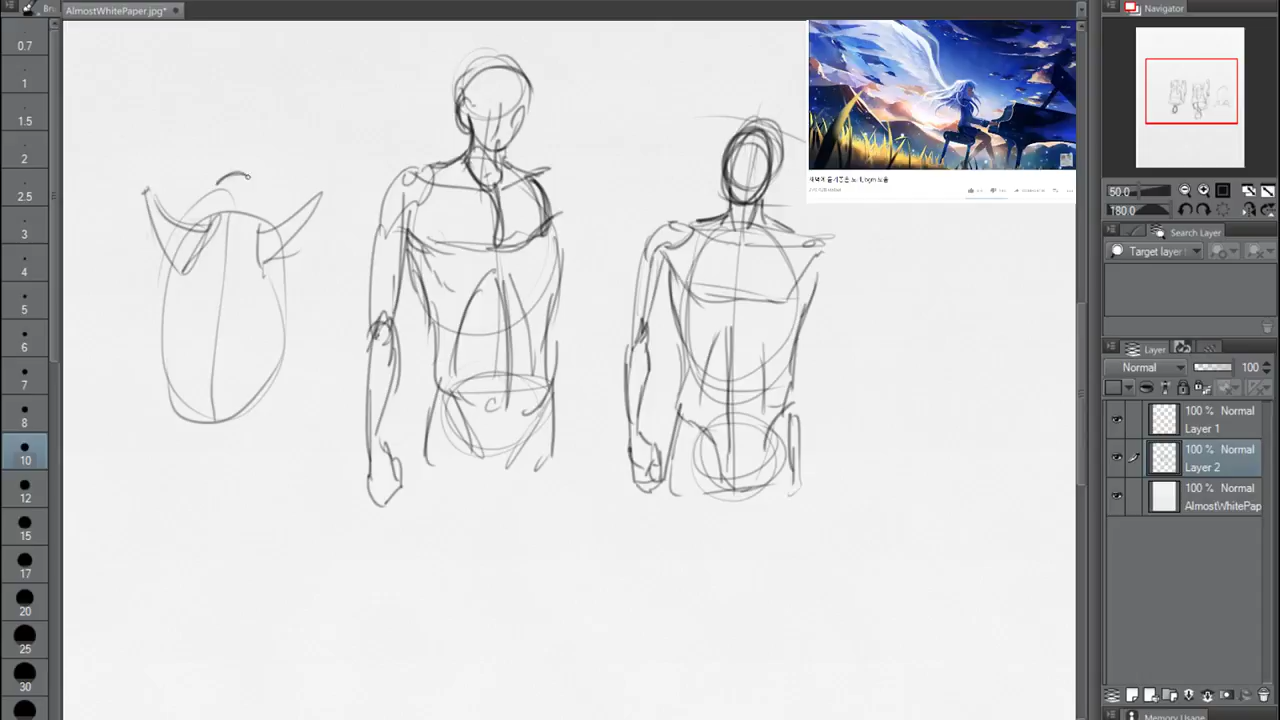 Bru
AlmostWhitePaper.jpg*
Navigator
0.7
1
1.5
2
2.5
3
4
5
6
7
8
10
12
15
17
20
25
30
50.0
180.0
Search Layer
Target layer
Layer
Normal
100
100 % Normal
Layer 1
100 % Normal
Layer 2
100 % Normal
AlmostWhitePap
Memory Usage